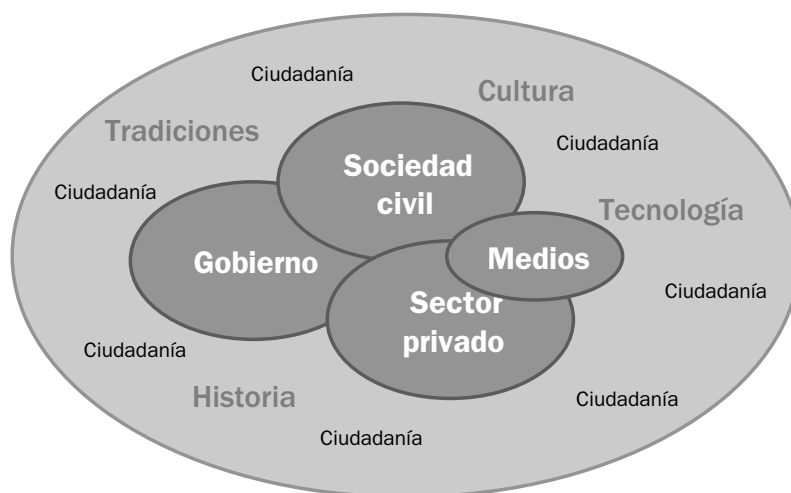 Ciudadanía
Cultura
Tradiciones
Ciudadanía
Sociedad
civil
Ciudadanía
Tecnología
Gobierno
Medios
Ciudadanía
Sector
privado
Ciudadanía
Historia
Ciudadanía
Ciudadanía